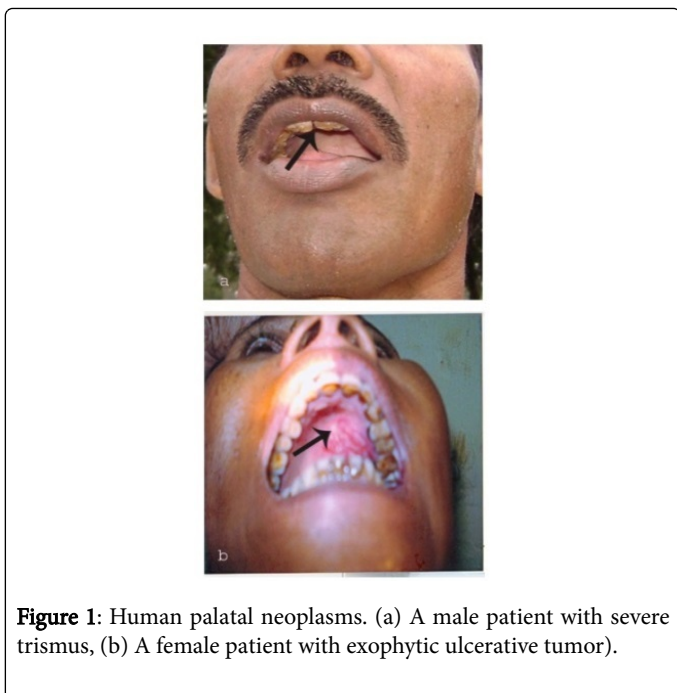 a
b
Figure 1: Human palatal neoplasms. (a) A male patient with severe
trismus, (b) A female patient with exophytic ulcerative tumor).